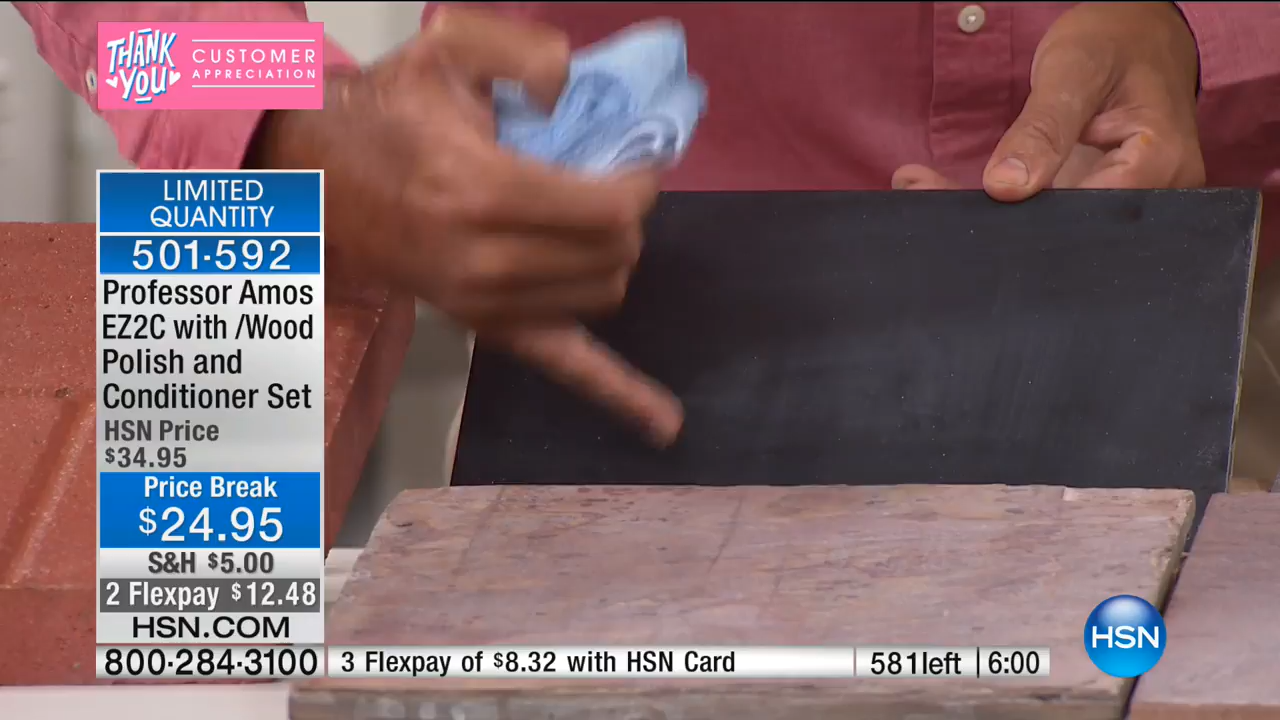 THANK YOU
CUSTOMER
APPRECIATION
LIMITED
QUANTITY
501·592
Professor Amos
EZ2C with /Wood
Polish and
Conditioner Set
HSN Price
$34.95
Price Break
$24.95
S&H $5.00
2 Flexpay $12.48
HSN.COM
800·284·3100
3 Flexpay of $8.32 with HSN Card
581left
6:00
HSN